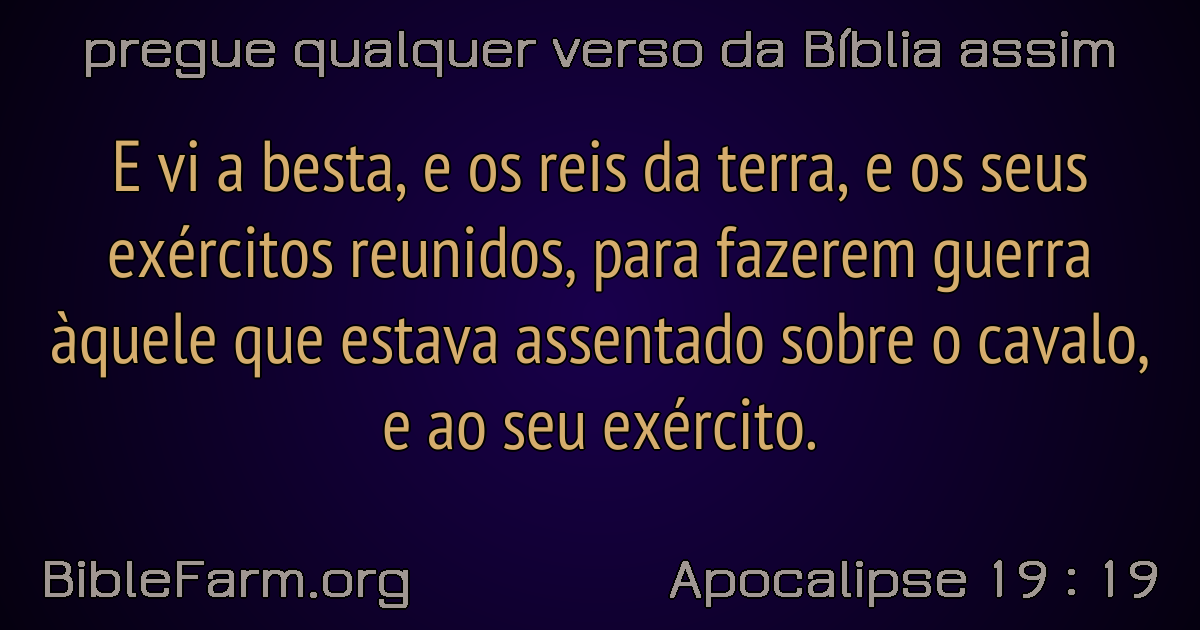 pregue qualquer verso da Bíblia assim
E vi a besta, e os reis da terra, e os seus
exércitos reunidos, para fazerem guerra
àquele que estava assentado sobre o cavalo,
e ao seu exército.
BibleFarm.org
Apocalipse 19 : 19